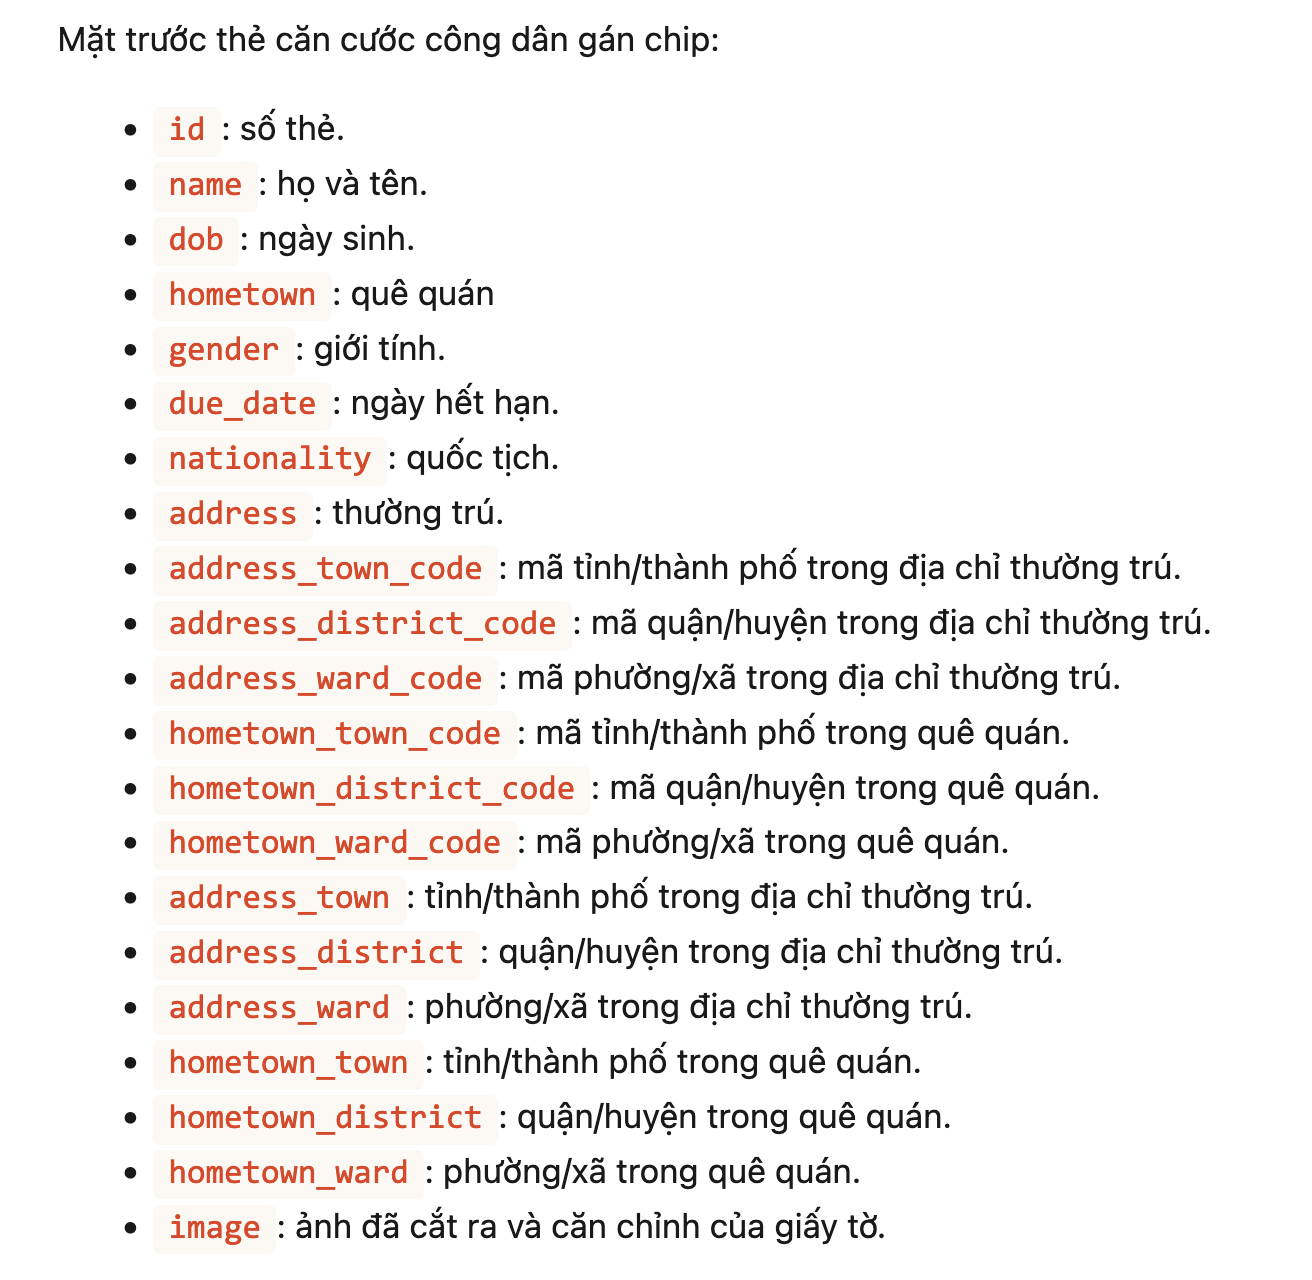 Mặt trước thẻ căn cước công dân gán chip:
• id : số thẻ.
• name : họ và tên.
• dob : ngày sinh.
• hometown : quê quán
• gender : giới tính.
• due_date : ngày hết hạn.
• nationality : quốc tịch.
• address : thường trú.
• address_town_code : mã tỉnh/thành phố trong địa chỉ thường trú.
• address_district_code : mã quận/huyện trong địa chỉ thường trú.
• address_ward_code : mã phường/xã trong địa chỉ thường trú.
• hometown_town_code : mã tỉnh/thành phố trong quê quán.
• hometown_district_code : mã quận/huyện trong quê quán.
• hometown_ward_code : mã phường/xã trong quê quán.
• address_town : tỉnh/thành phố trong địa chỉ thường trú.
• address_district : quận/huyện trong địa chỉ thường trú.
• address_ward : phường/xã trong địa chỉ thường trú.
• hometown_town : tỉnh/thành phố trong quê quán.
• hometown_district : quận/huyện trong quê quán.
• hometown_ward : phường/xã trong quê quán.
• image : ảnh đã cắt ra và căn chỉnh của giấy tờ.